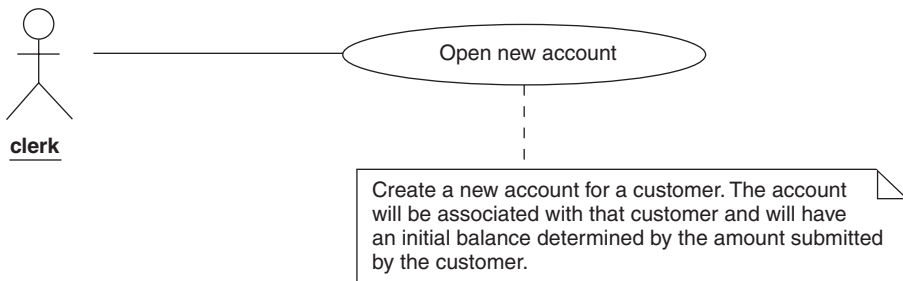 Open new account
clerk
Create a new account for a customer. The account
will be associated with that customer and will have
an initial balance determined by the amount submitted
by the customer.